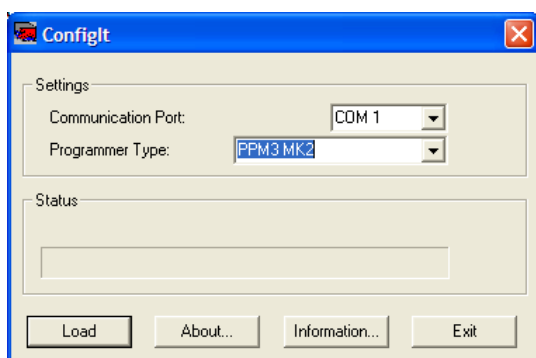 ConfigIt
Settings
Communication Port: COM 1
Programmer Type: PPM3 MK2
Status
Load About... Information... Exit